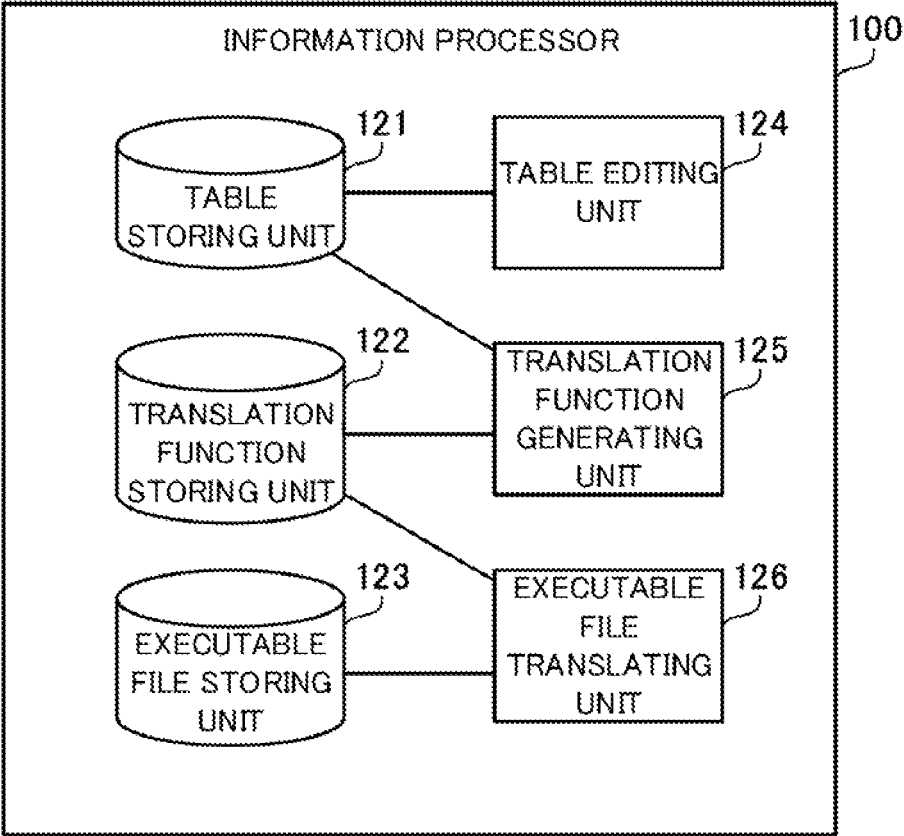 INFORMATION PROCESSOR
100
121
TABLE
STORING UNIT
124
TABLE EDITING
UNIT
122
TRANSLATION
FUNCTION
STORING UNIT
125
TRANSLATION
FUNCTION
GENERATING
UNIT
123
EXECUTABLE
FILE STORING
UNIT
126
EXECUTABLE
FILE
TRANSLATING
UNIT